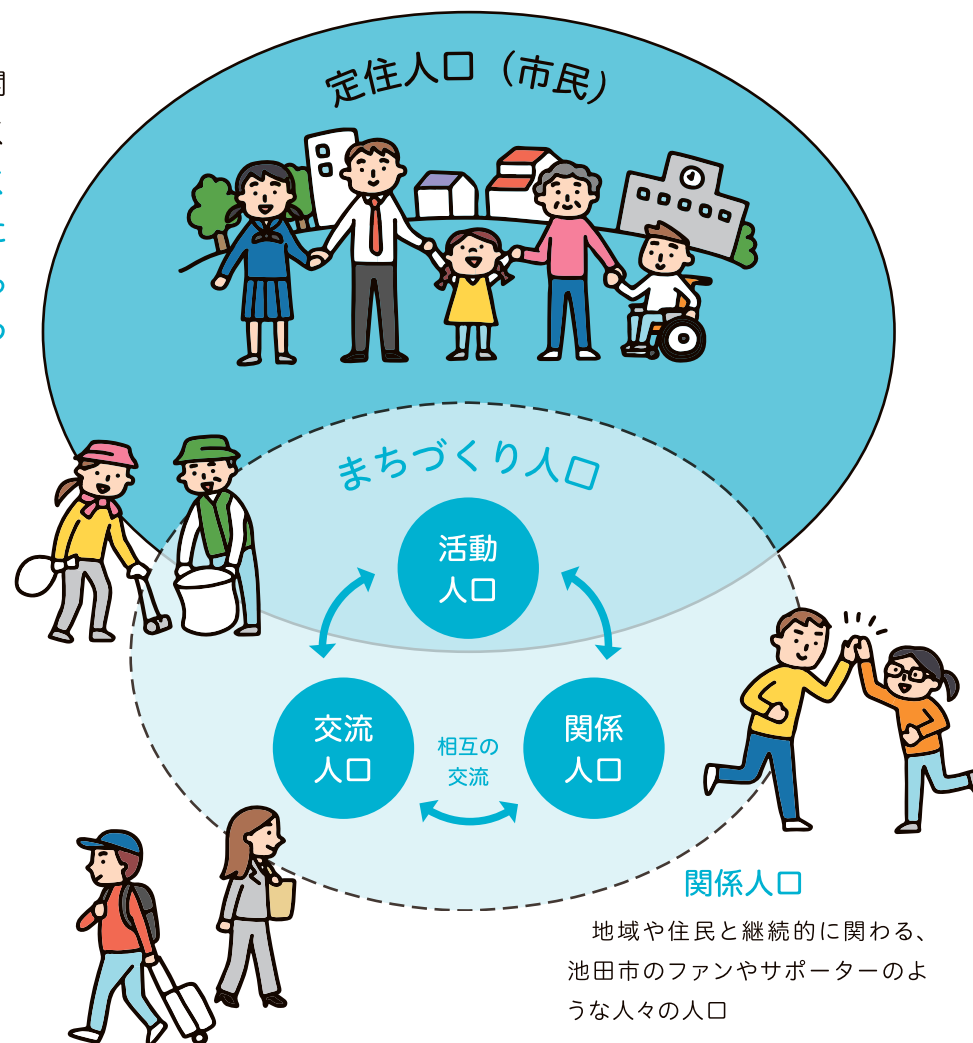 定住人口（市民）
まちづくり人口
活動
人口
交流
人口
相互の
交流
関係
人口
関係人口
地域や住民と継続的に関わる、
池田市のファンやサポーターのよ
うな人々の人口